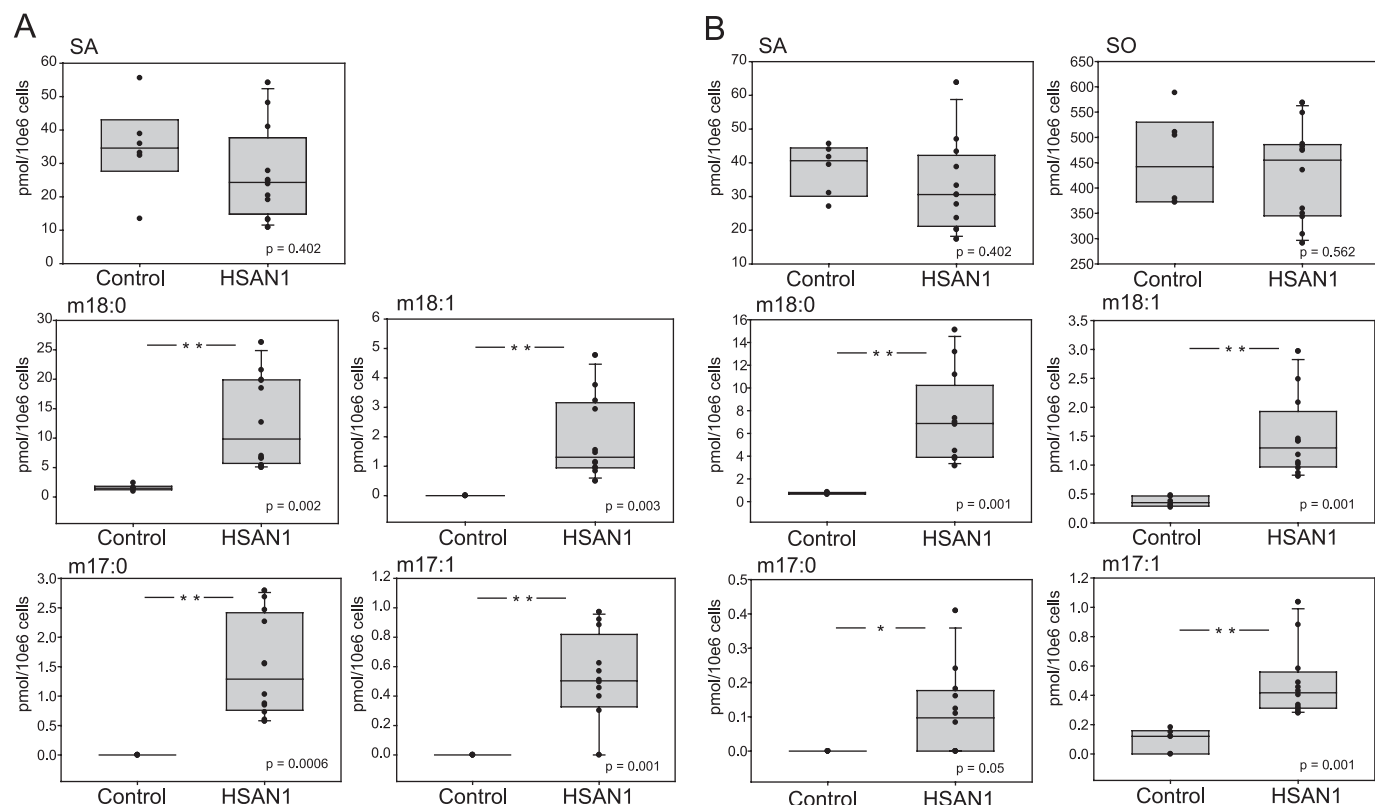 A
SA
pmol/10e6 cells
60
50
40
30
20
10
0
p = 0.402
Control HSAN1
m18:0
pmol/10e6 cells
30
25
20
15
10
5
0
* *
p = 0.002
Control HSAN1
m18:1
6
5
4
3
2
1
0
* *
p = 0.003
Control HSAN1
m17:0
pmol/10e6 cells
3.0
2.5
2.0
1.5
1.0
0.5
0.0
* *
p = 0.0006
Control HSAN1
m17:1
pmol/10e6 cells
1.2
1.0
0.8
0.6
0.4
0.2
0.0
* *
p = 0.001
Control HSAN1
B
SA
pmol/10e6 cells
70
60
50
40
30
20
10
p = 0.402
Control HSAN1
SO
pmol/10e6 cells
650
600
550
500
450
400
350
300
250
p = 0.562
Control HSAN1
m18:0
pmol/10e6 cells
16
14
12
10
8
6
4
2
0
* *
p = 0.001
Control HSAN1
m18:1
pmol/10e6 cells
3.5
3.0
2.5
2.0
1.5
1.0
0.5
0.0
* *
p = 0.001
Control HSAN1
m17:0
pmol/10e6 cells
0.5
0.4
0.3
0.2
0.1
0.0
*
p = 0.05
Control HSAN1
m17:1
pmol/10e6 cells
1.2
1.0
0.8
0.6
0.4
0.2
0.0
* *
p = 0.001
Control HSAN1